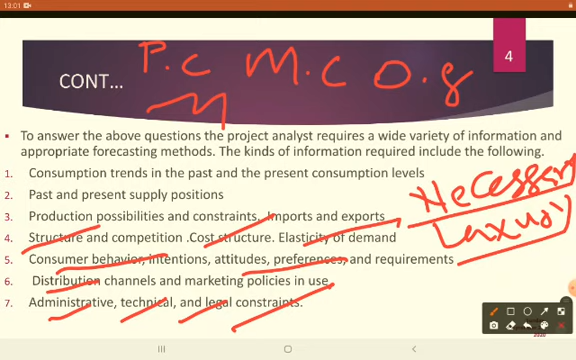 13:01
4
P.C M.C O.g
CONT...
▪ To answer the above questions the project analyst requires a wide variety of information and
appropriate forecasting methods. The kinds of information required include the following.
1. Consumption trends in the past and the present consumption levels
2. Past and present supply positions
3. Production possibilities and constraints, Imports and exports
Necessary
4. Structure and competition .Cost structure. Elasticity of demand
Luxury
5. Consumer behavior, intentions, attitudes, preferences, and requirements
6. Distribution channels and marketing policies in use.
7. Administrative, technical, and legal constraints.
2020